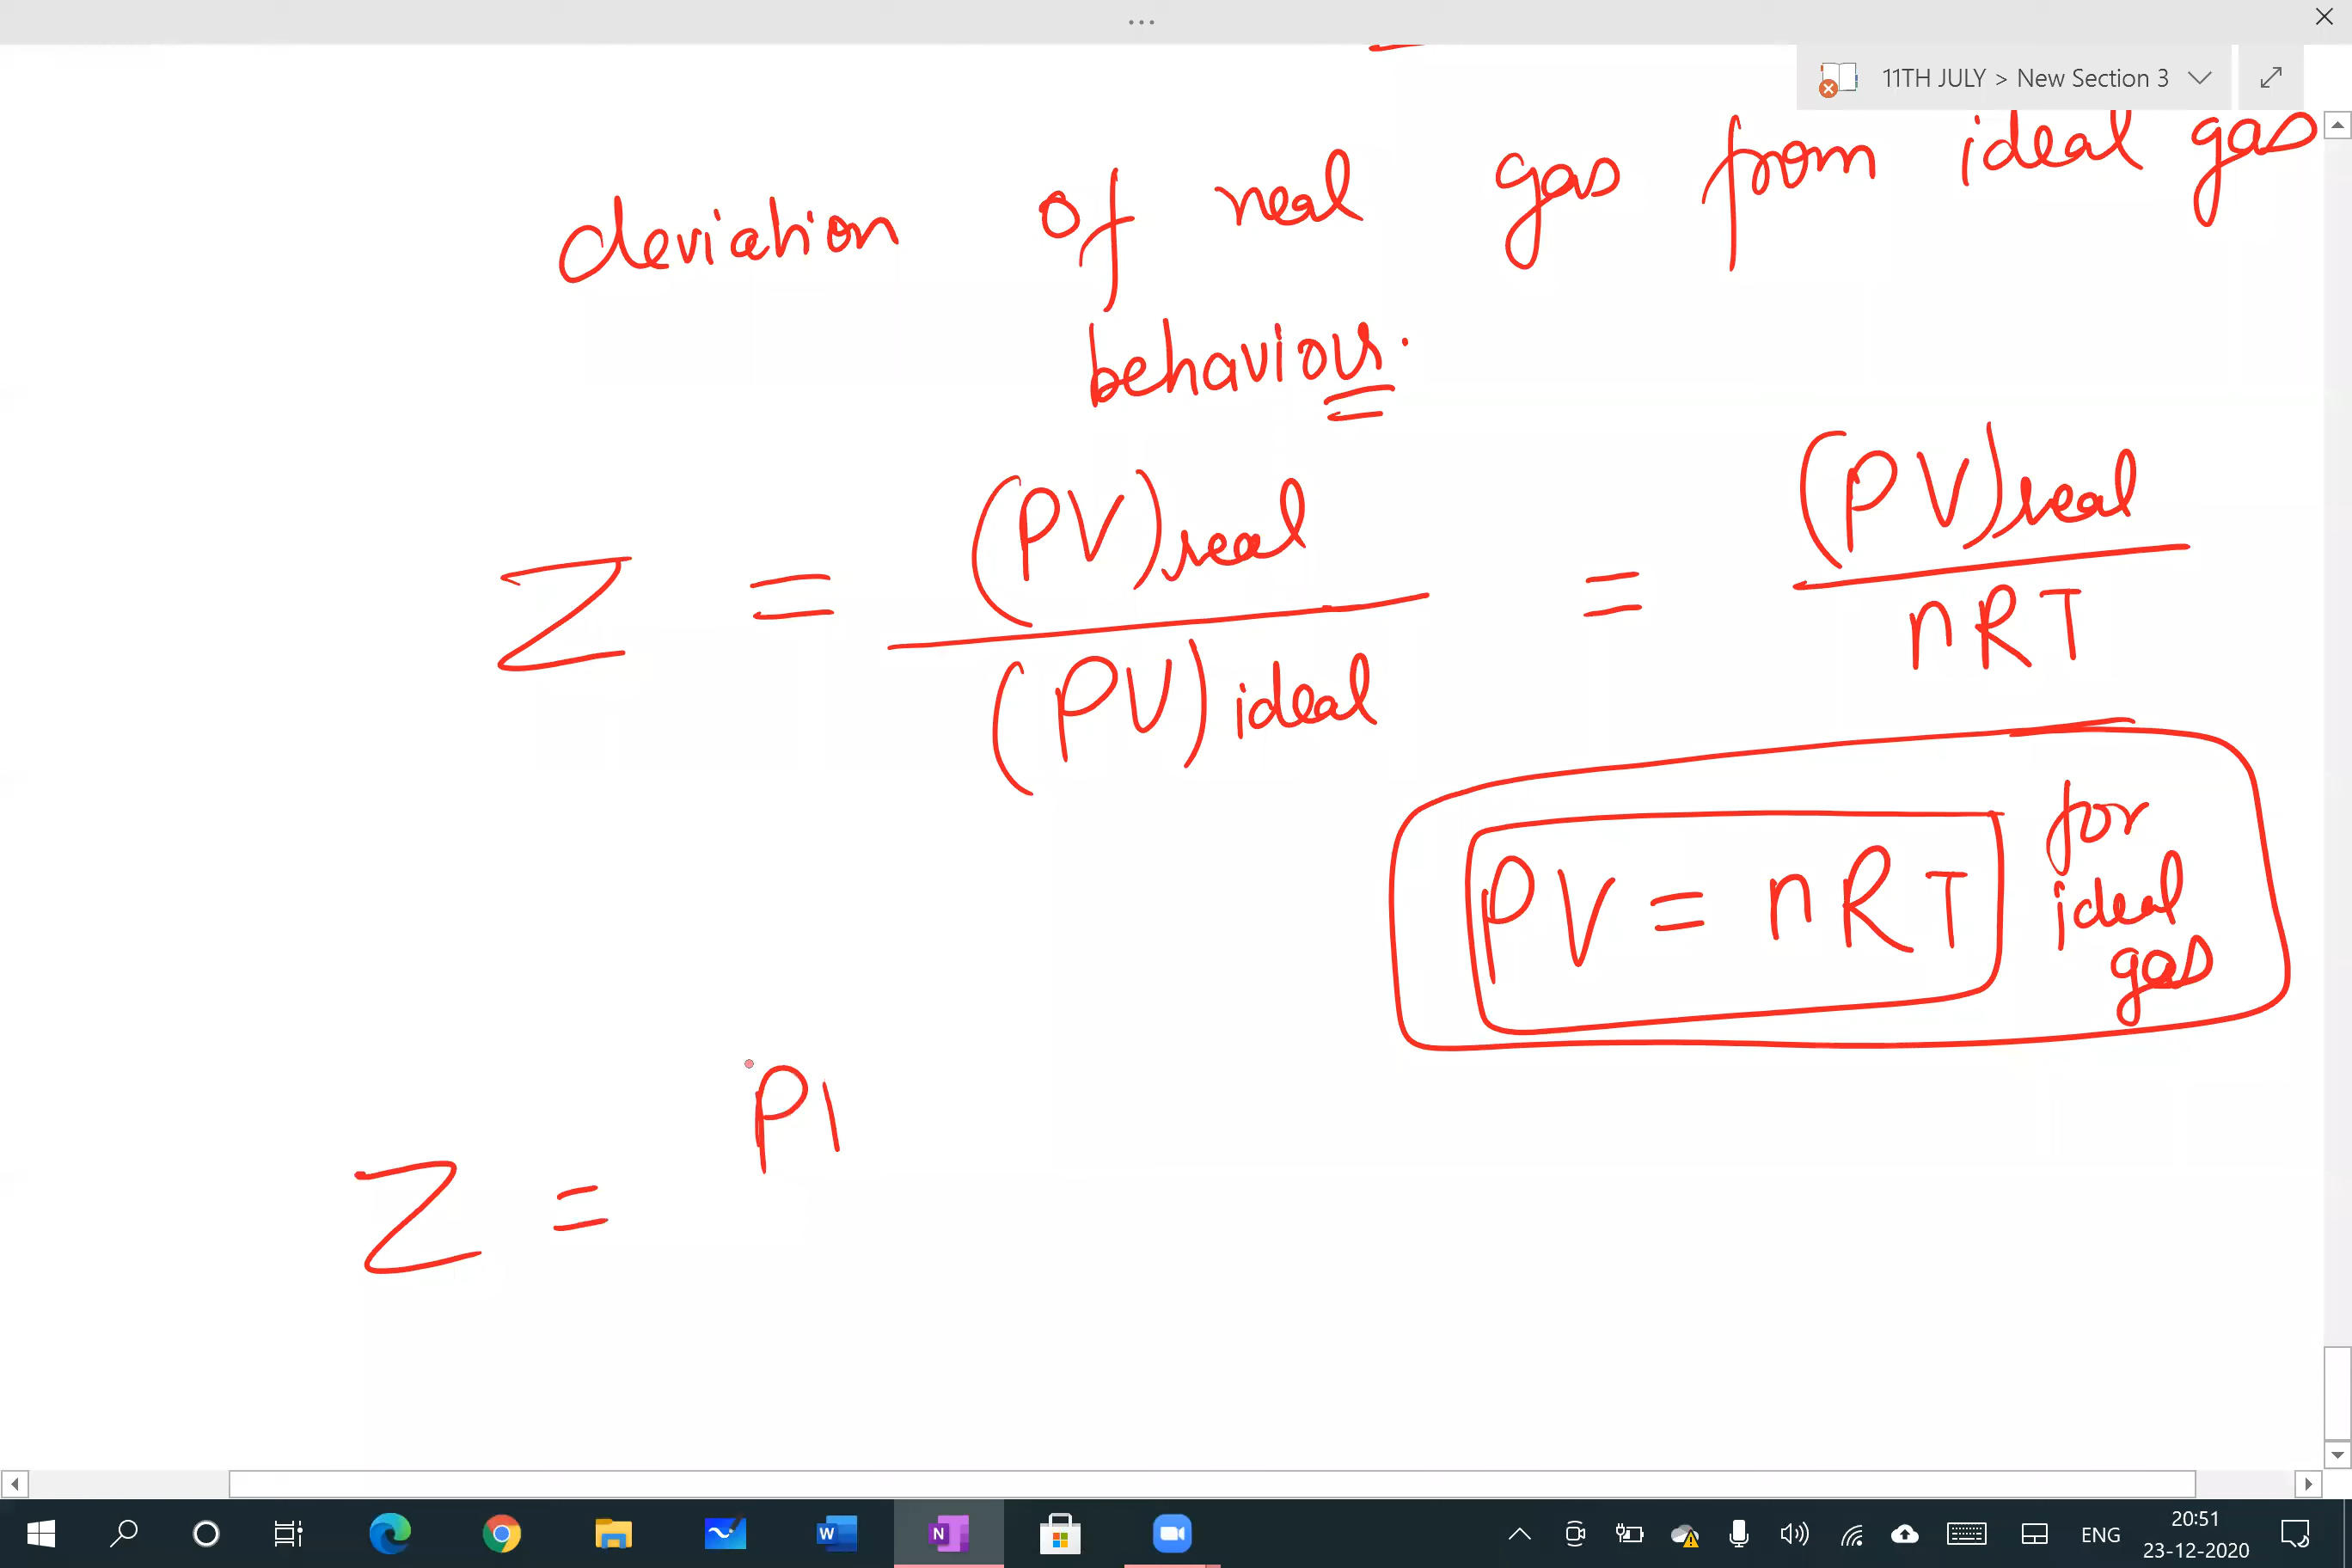 ...
11TH JULY > New Section 3
deviation of real gas from ideal gas
behaviour.
Z = (PV)real / (PV)ideal = (PV)real / nRT
PV = nRT for ideal gas
Z = PI
ENG
20:51
23-12-2020